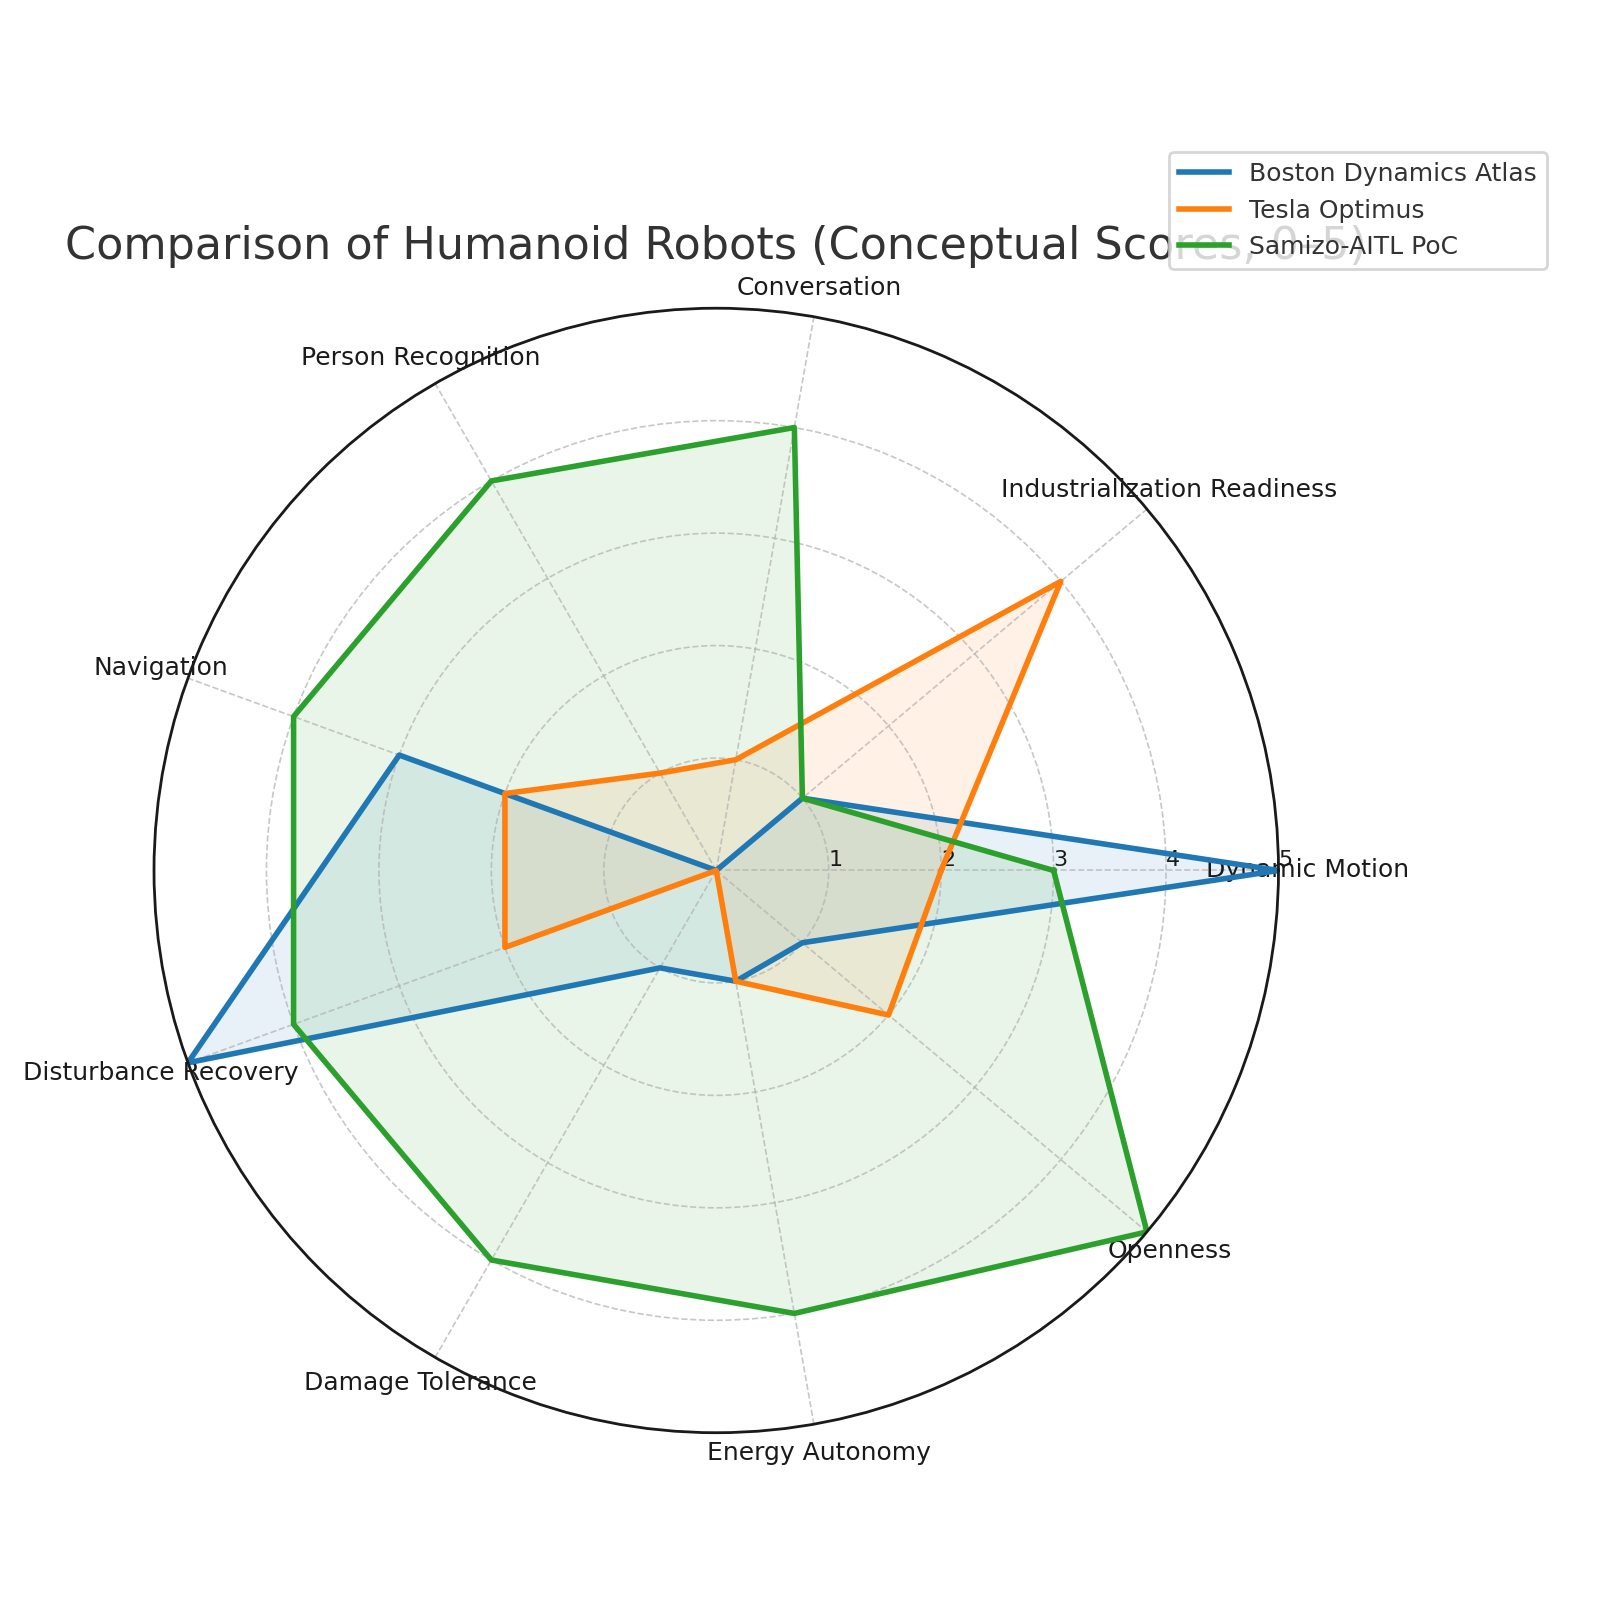 Boston Dynamics Atlas
Tesla Optimus
Samizo-AITL PoC
Comparison of Humanoid Robots (Conceptual Scores, 0–5)
Conversation
Person Recognition
Industrialization Readiness
Navigation
1
2
3
4
5
Dynamic Motion
Disturbance Recovery
Openness
Damage Tolerance
Energy Autonomy